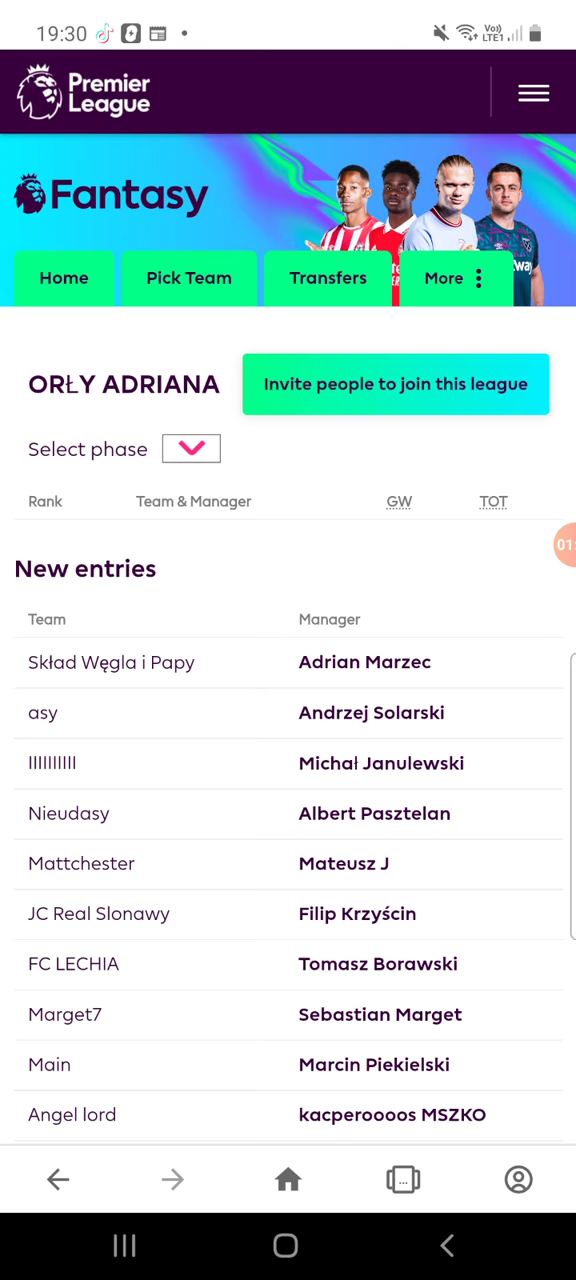 19:30 Vo)) LTE1
Premier
League
Fantasy
Home Pick Team Transfers More
ORŁY ADRIANA Invite people to join this league
Select phase
Rank Team & Manager GW TOT
01:
New entries
Team Manager
Skład Węgla i Papy Adrian Marzec
asy Andrzej Solarski
IIIIIIIIII Michał Janulewski
Nieudasy Albert Pasztelan
Mattchester Mateusz J
JC Real Slonawy Filip Krzyścin
FC LECHIA Tomasz Borawski
Marget7 Sebastian Marget
Main Marcin Piekielski
Angel lord kacperoooos MSZKO